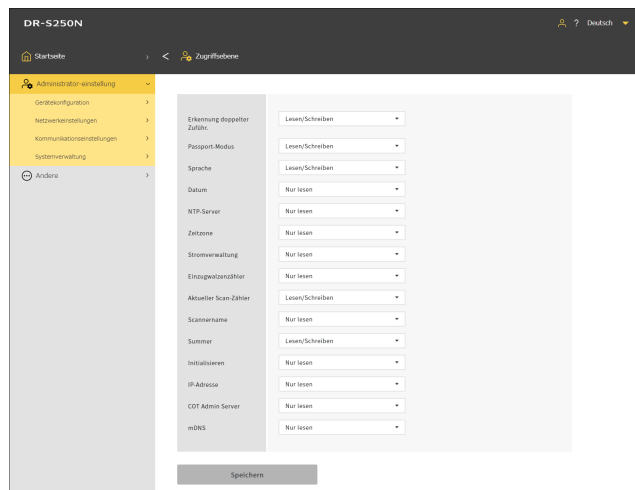 DR-S250N
? Deutsch
Startseite
Zugriffsebene
Administrator-einstellung
Gerätekonfiguration
Netzwerkeinstellungen
Kommunikationseinstellungen
Systemverwaltung
Andere
Erkennung doppelter
Zuführ.
Lesen/Schreiben
Passport-Modus
Lesen/Schreiben
Sprache
Lesen/Schreiben
Datum
Nur lesen
NTP-Server
Nur lesen
Zeitzone
Nur lesen
Stromverwaltung
Nur lesen
Einzugwalzenzähler
Nur lesen
Aktueller Scan-Zähler
Lesen/Schreiben
Scannername
Nur lesen
Summer
Lesen/Schreiben
Initialisieren
Nur lesen
IP-Adresse
Nur lesen
COT Admin Server
Nur lesen
mDNS
Nur lesen
Speichern